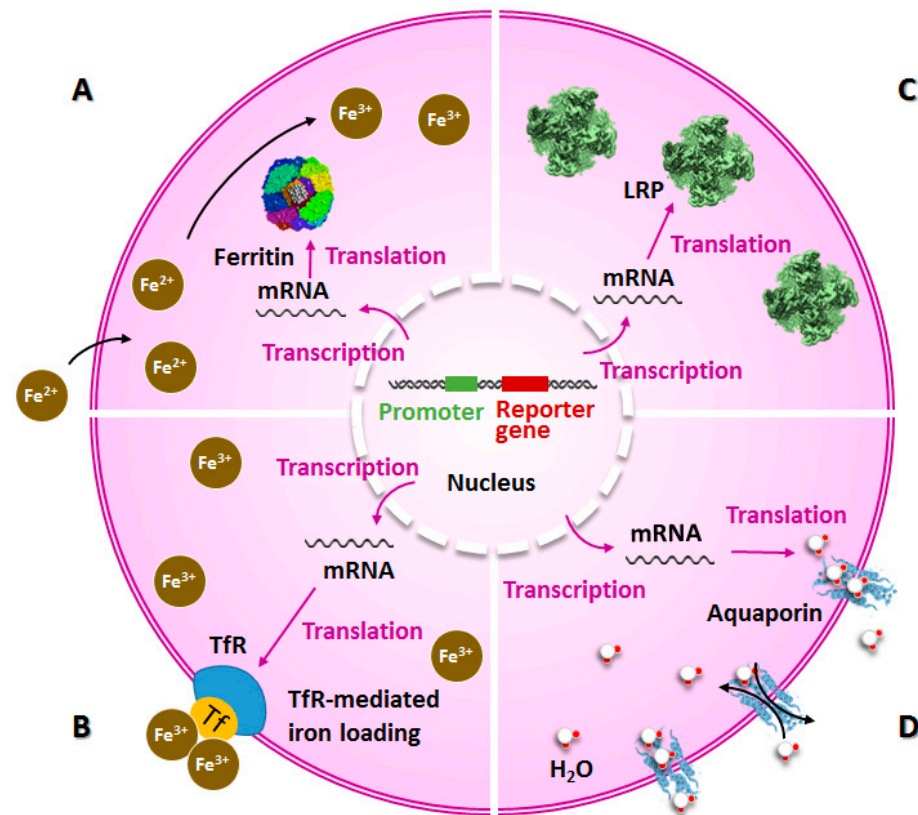 A
Fe3+
Fe3+
Ferritin
Translation
mRNA
Transcription
Fe2+
Fe2+
Fe2+
C
LRP
Translation
mRNA
Transcription
Promoter
Reporter
gene
Nucleus
B
Fe3+
Transcription
mRNA
Fe3+
Translation
TfR
Fe3+
TfR-mediated
iron loading
Tf
Fe3+
Fe3+
D
mRNA
Translation
Transcription
Aquaporin
H2O